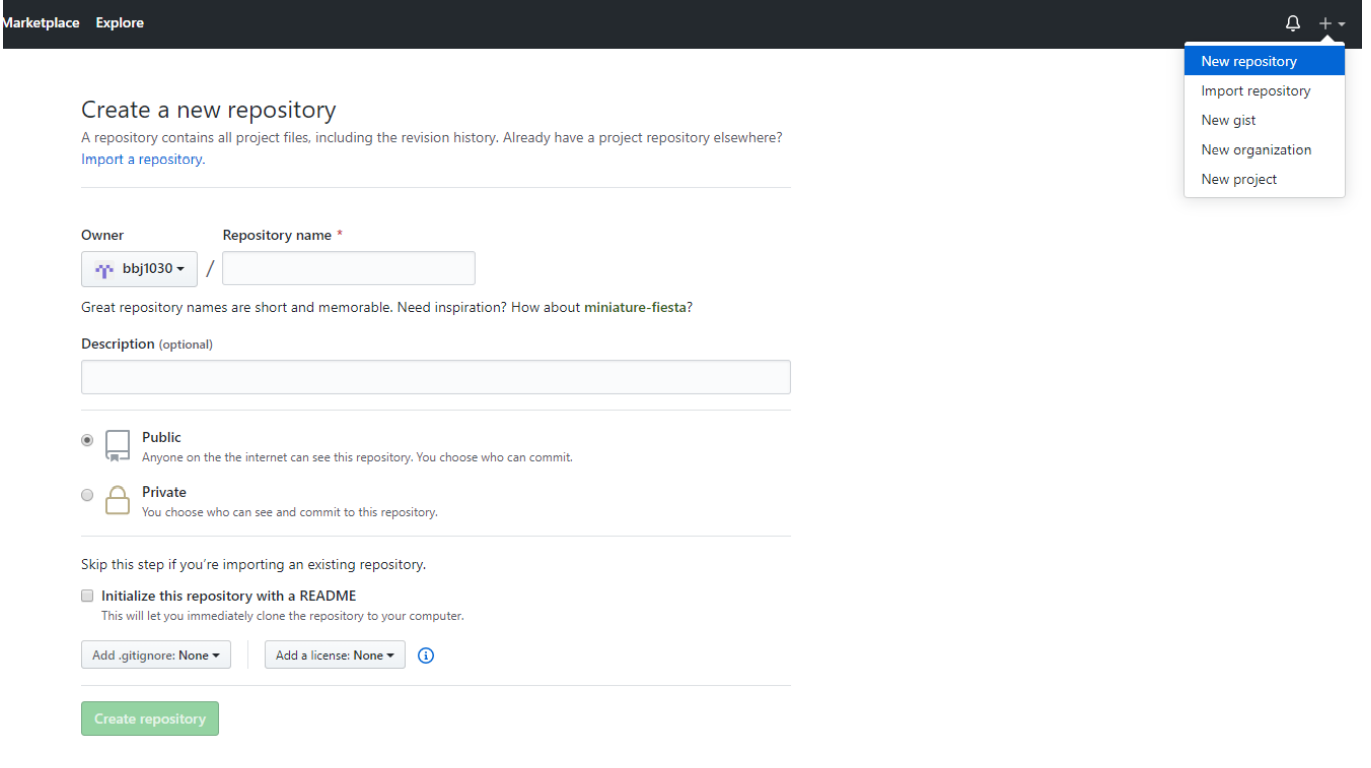 Marketplace Explore
New repository
Import repository
New gist
New organization
New project
Create a new repository
A repository contains all project files, including the revision history. Already have a project repository elsewhere?
Import a repository.
Owner Repository name *
bbj1030 /
Great repository names are short and memorable. Need inspiration? How about miniature-fiesta?
Description (optional)
Public
Anyone on the the internet can see this repository. You choose who can commit.
Private
You choose who can see and commit to this repository.
Skip this step if you're importing an existing repository.
Initialize this repository with a README
This will let you immediately clone the repository to your computer.
Add .gitignore: None Add a license: None
Create repository